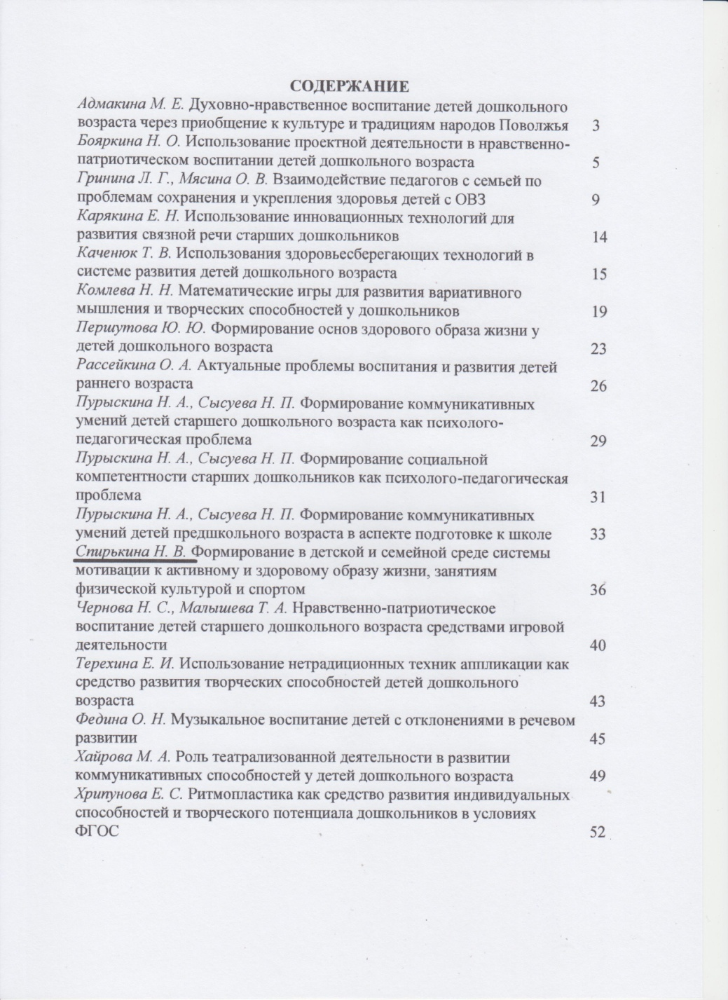 СОДЕРЖАНИЕ
Адмакина М. Е. Духовно-нравственное воспитание детей дошкольного
возраста через приобщение к культуре и традициям народов Поволжья 3
Бояркина Н. О. Использование проектной деятельности в нравственно-
патриотическом воспитании детей дошкольного возраста 5
Гринина Л. Г., Мясина О. В. Взаимодействие педагогов с семьей по
проблемам сохранения и укрепления здоровья детей с ОВЗ 9
Карякина Е. Н. Использование инновационных технологий для
развития связной речи старших дошкольников 14
Каченюк Т. В. Использования здоровьесберегающих технологий в
системе развития детей дошкольного возраста 15
Комлева Н. Н. Математические игры для развития вариативного
мышления и творческих способностей у дошкольников 19
Першутова Ю. Ю. Формирование основ здорового образа жизни у
детей дошкольного возраста 23
Рассейкина О. А. Актуальные проблемы воспитания и развития детей
раннего возраста 26
Пурыскина Н. А., Сысуева Н. П. Формирование коммуникативных
умений детей старшего дошкольного возраста как психолого-
педагогическая проблема 29
Пурыскина Н. А., Сысуева Н. П. Формирование социальной
компетентности старших дошкольников как психолого-педагогическая
проблема 31
Пурыскина Н. А., Сысуева Н. П. Формирование коммуникативных
умений детей предшкольного возраста в аспекте подготовке к школе 33
Спирькина Н. В. Формирование в детской и семейной среде системы
мотивации к активному и здоровому образу жизни, занятиям
физической культурой и спортом 36
Чернова Н. С., Малышева Т. А. Нравственно-патриотическое
воспитание детей старшего дошкольного возраста средствами игровой
деятельности 40
Терехина Е. И. Использование нетрадиционных техник аппликации как
средство развития творческих способностей детей дошкольного
возраста 43
Федина О. Н. Музыкальное воспитание детей с отклонениями в речевом
развитии 45
Хайрова М. А. Роль театрализованной деятельности в развитии
коммуникативных способностей у детей дошкольного возраста 49
Хрипунова Е. С. Ритмопластика как средство развития индивидуальных
способностей и творческого потенциала дошкольников в условиях
ФГОС 52